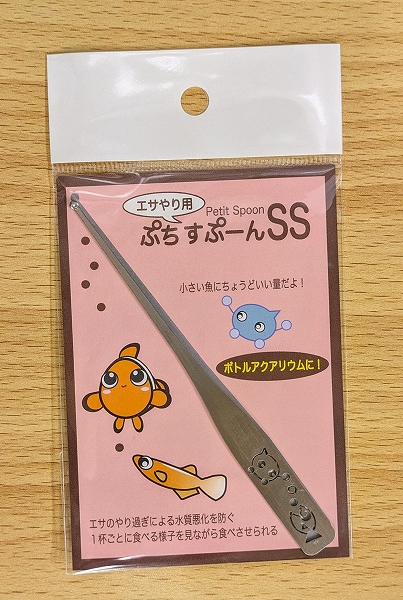 エサやり用
Petit Spoon
ぷち すぷーんSS
小さい魚にちょうどいい量だよ！
ボトルアクアリウムに！
エサのやり過ぎによる水質悪化を防ぐ
1杯ごとに食べる様子を見ながら食べさせられる